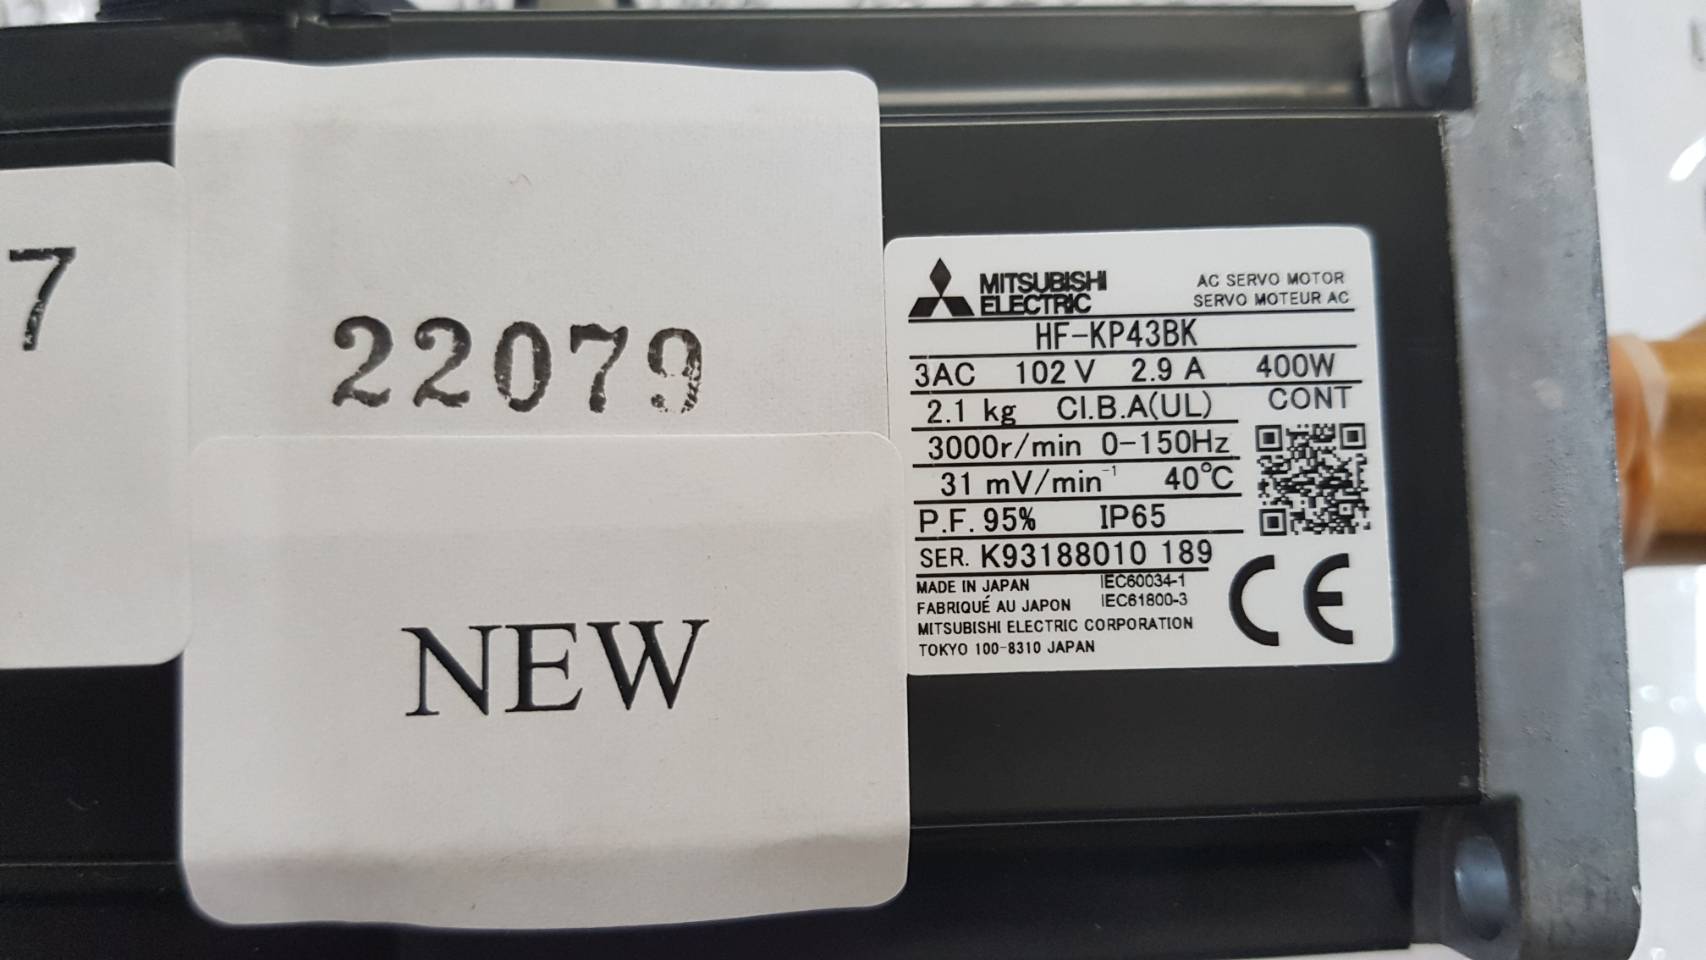 7
22079
NEW
MITSUBISHI
ELECTRIC
AC SERVO MOTOR
SERVO MOTEUR AC
HF-KP43BK
3AC 102 V 2.9 A 400W
2.1 kg CI.B.A(UL) CONT
3000r/min 0-150Hz
31 mV/min⁻¹ 40℃
P.F. 95% IP65
SER. K93188010 189
MADE IN JAPAN IEC60034-1
FABRIQUÉ AU JAPON IEC61800-3
MITSUBISHI ELECTRIC CORPORATION
TOKYO 100-8310 JAPAN
CE